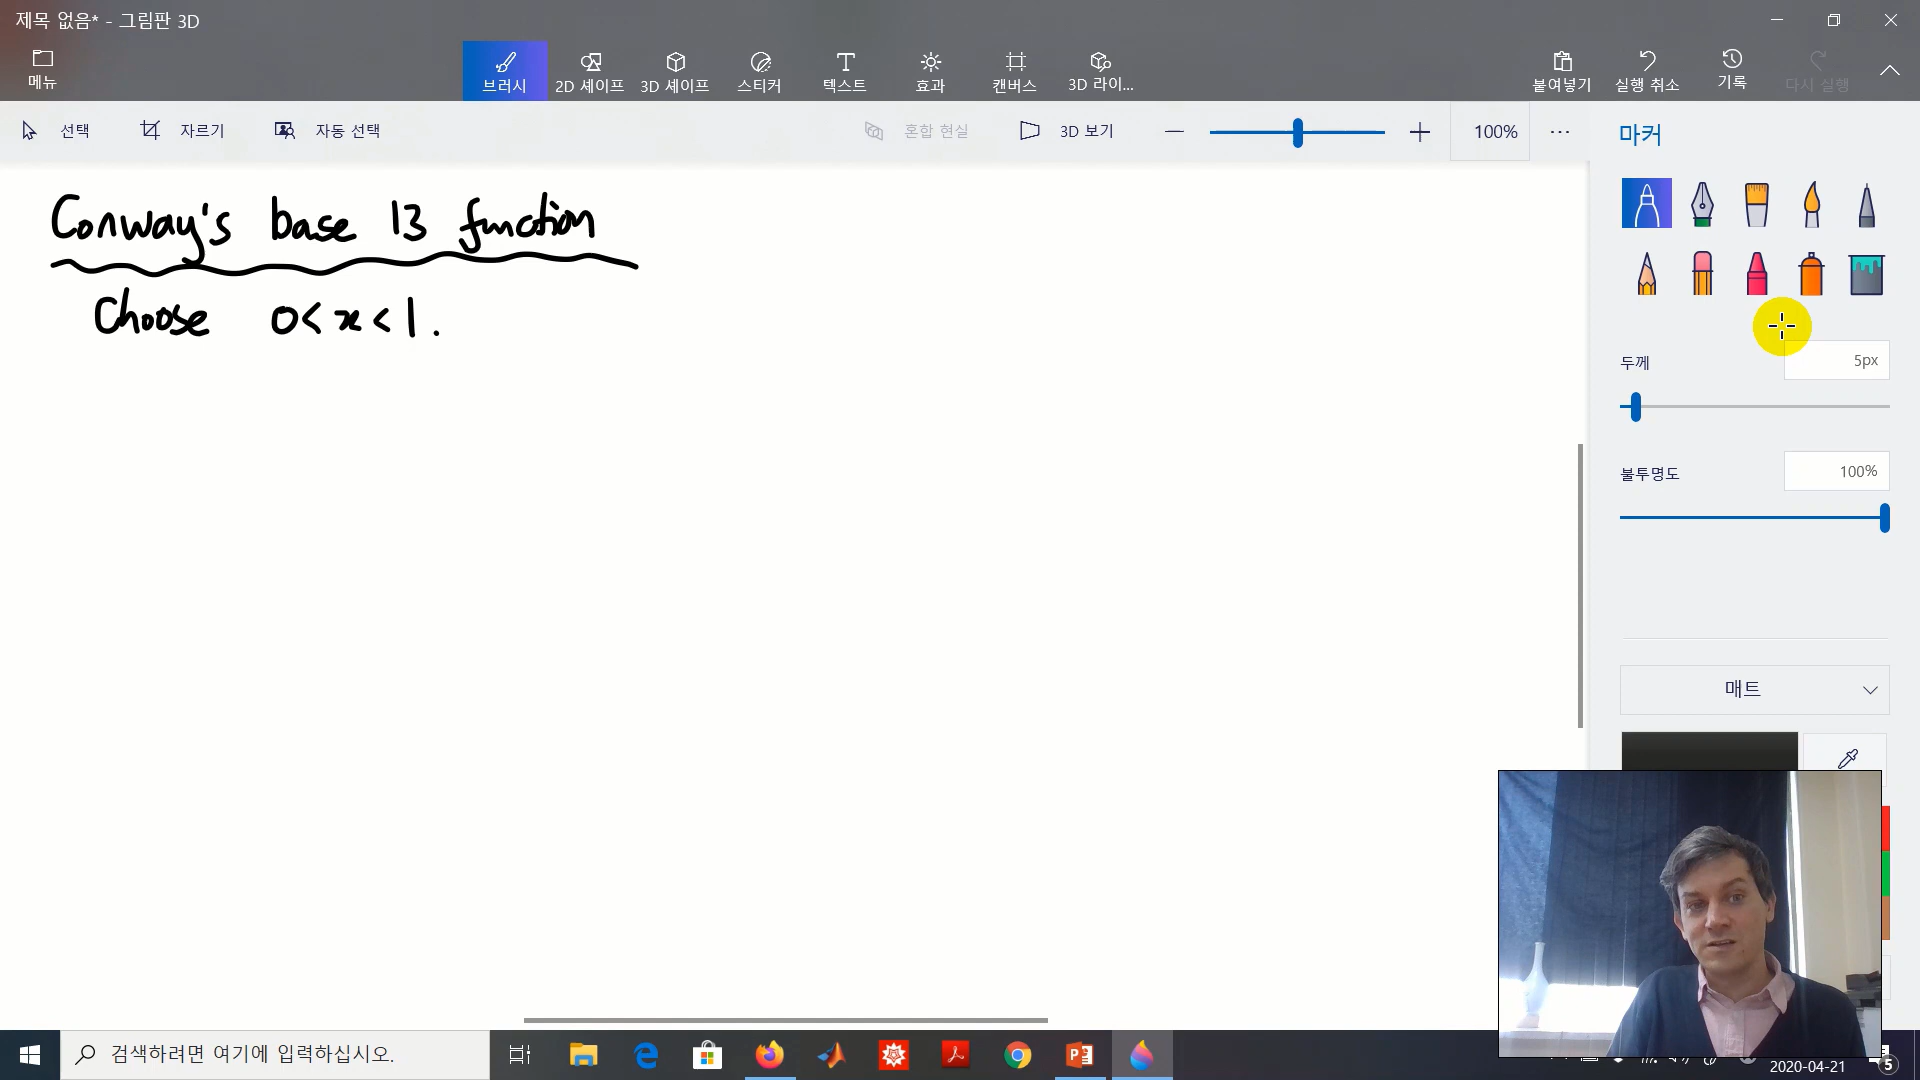 제목 없음* - 그림판 3D
메뉴
브러시
2D 셰이프
3D 셰이프
스티커
텍스트
효과
캔버스
3D 라이...
붙여넣기
실행 취소
기록
다시 실행
선택
자르기
자동 선택
혼합 현실
3D 보기
100%
마커
Conway's base 13 function
Choose 0<x<1.
두께
5px
불투명도
100%
매트
검색하려면 여기에 입력하십시오.
2020-04-21
5